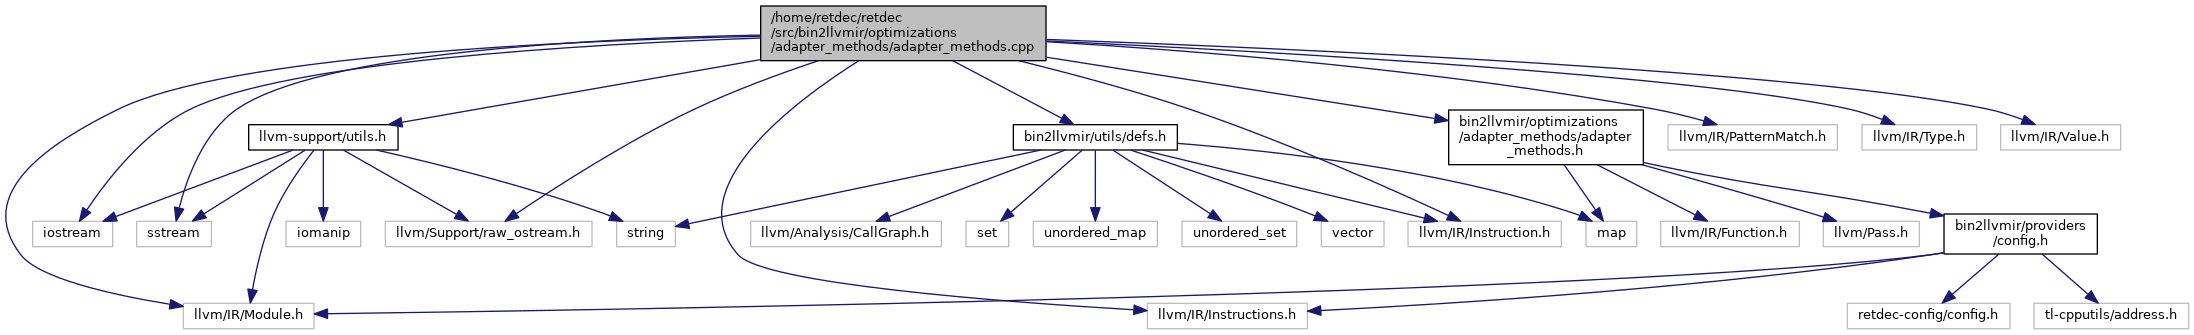 /home/retdec/retdec
/src/bin2llvmir/optimizations
/adapter_methods/adapter_methods.cpp
llvm-support/utils.h
bin2llvmir/utils/defs.h
bin2llvmir/optimizations
/adapter_methods/adapter
_methods.h
llvm/IR/PatternMatch.h
llvm/IR/Type.h
llvm/IR/Value.h
iostream
sstream
iomanip
llvm/Support/raw_ostream.h
string
llvm/Analysis/CallGraph.h
set
unordered_map
unordered_set
vector
llvm/IR/Instruction.h
map
llvm/IR/Function.h
llvm/Pass.h
bin2llvmir/providers
/config.h
llvm/IR/Module.h
llvm/IR/Instructions.h
retdec-config/config.h
tl-cpputils/address.h